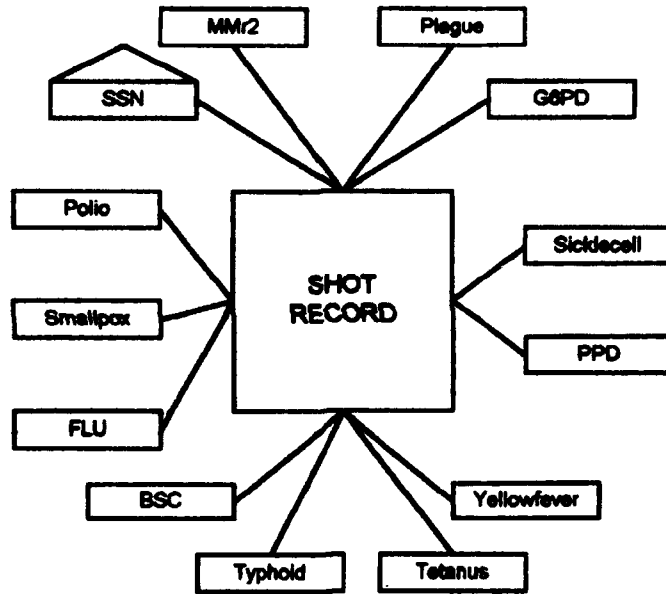 MMr2
Plague
SSN
G6PD
Polio
Sicklecell
SHOT
RECORD
Smallpox
PPD
FLU
BSC
Yellowfever
Typhoid
Tetanus